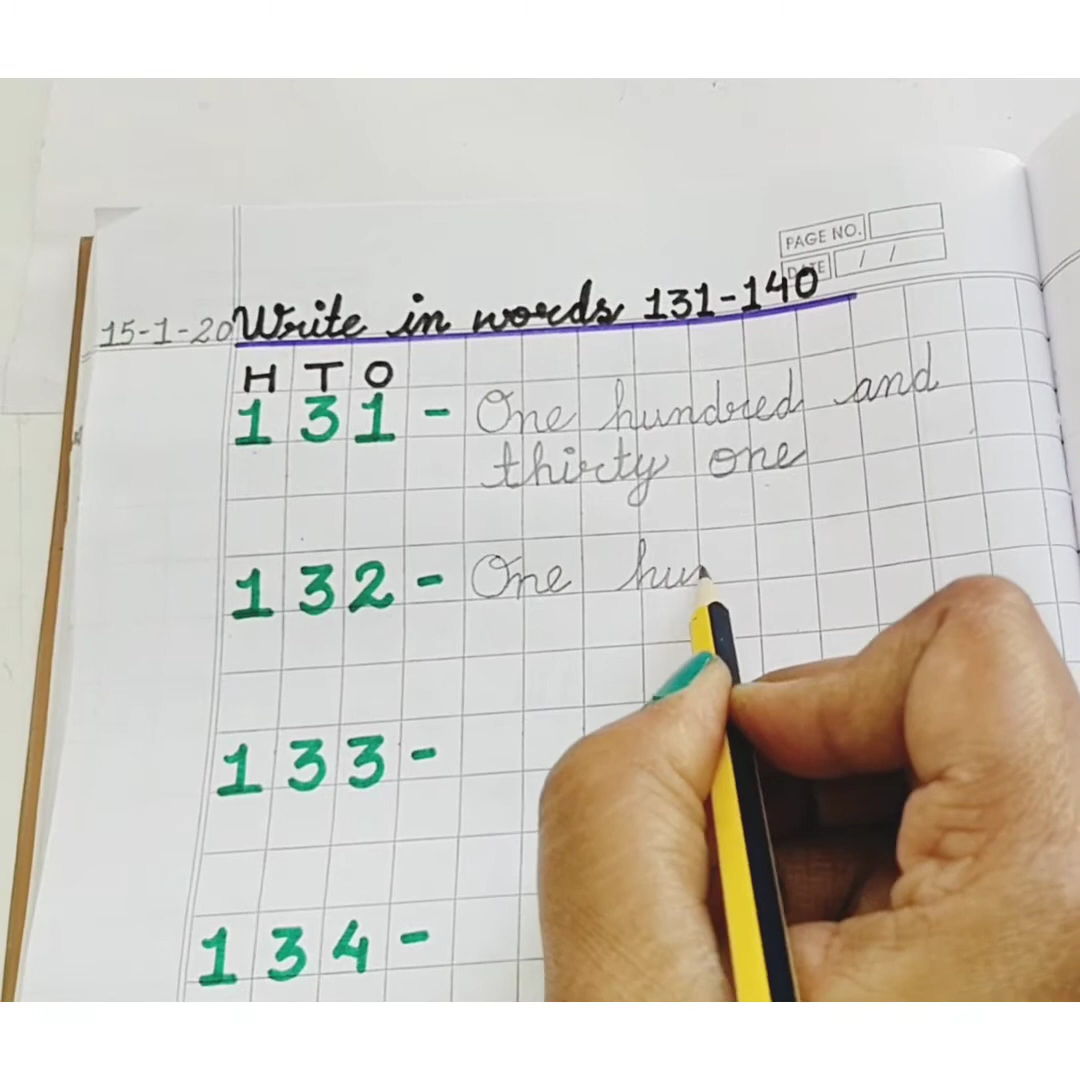 PAGE NO.
DATE / /
15-1-20 Write in words 131-140
H T O
131 - One hundred and
thirty one
132 - One hun
133 -
134 -